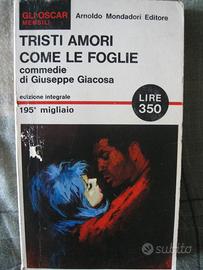 GLI OSCAR
MENSILI
Arnoldo Mondadori Editore
TRISTI AMORI
COME LE FOGLIE
commedie
di Giuseppe Giacosa
edizione integrale
195° migliaio
LIRE
350
subito